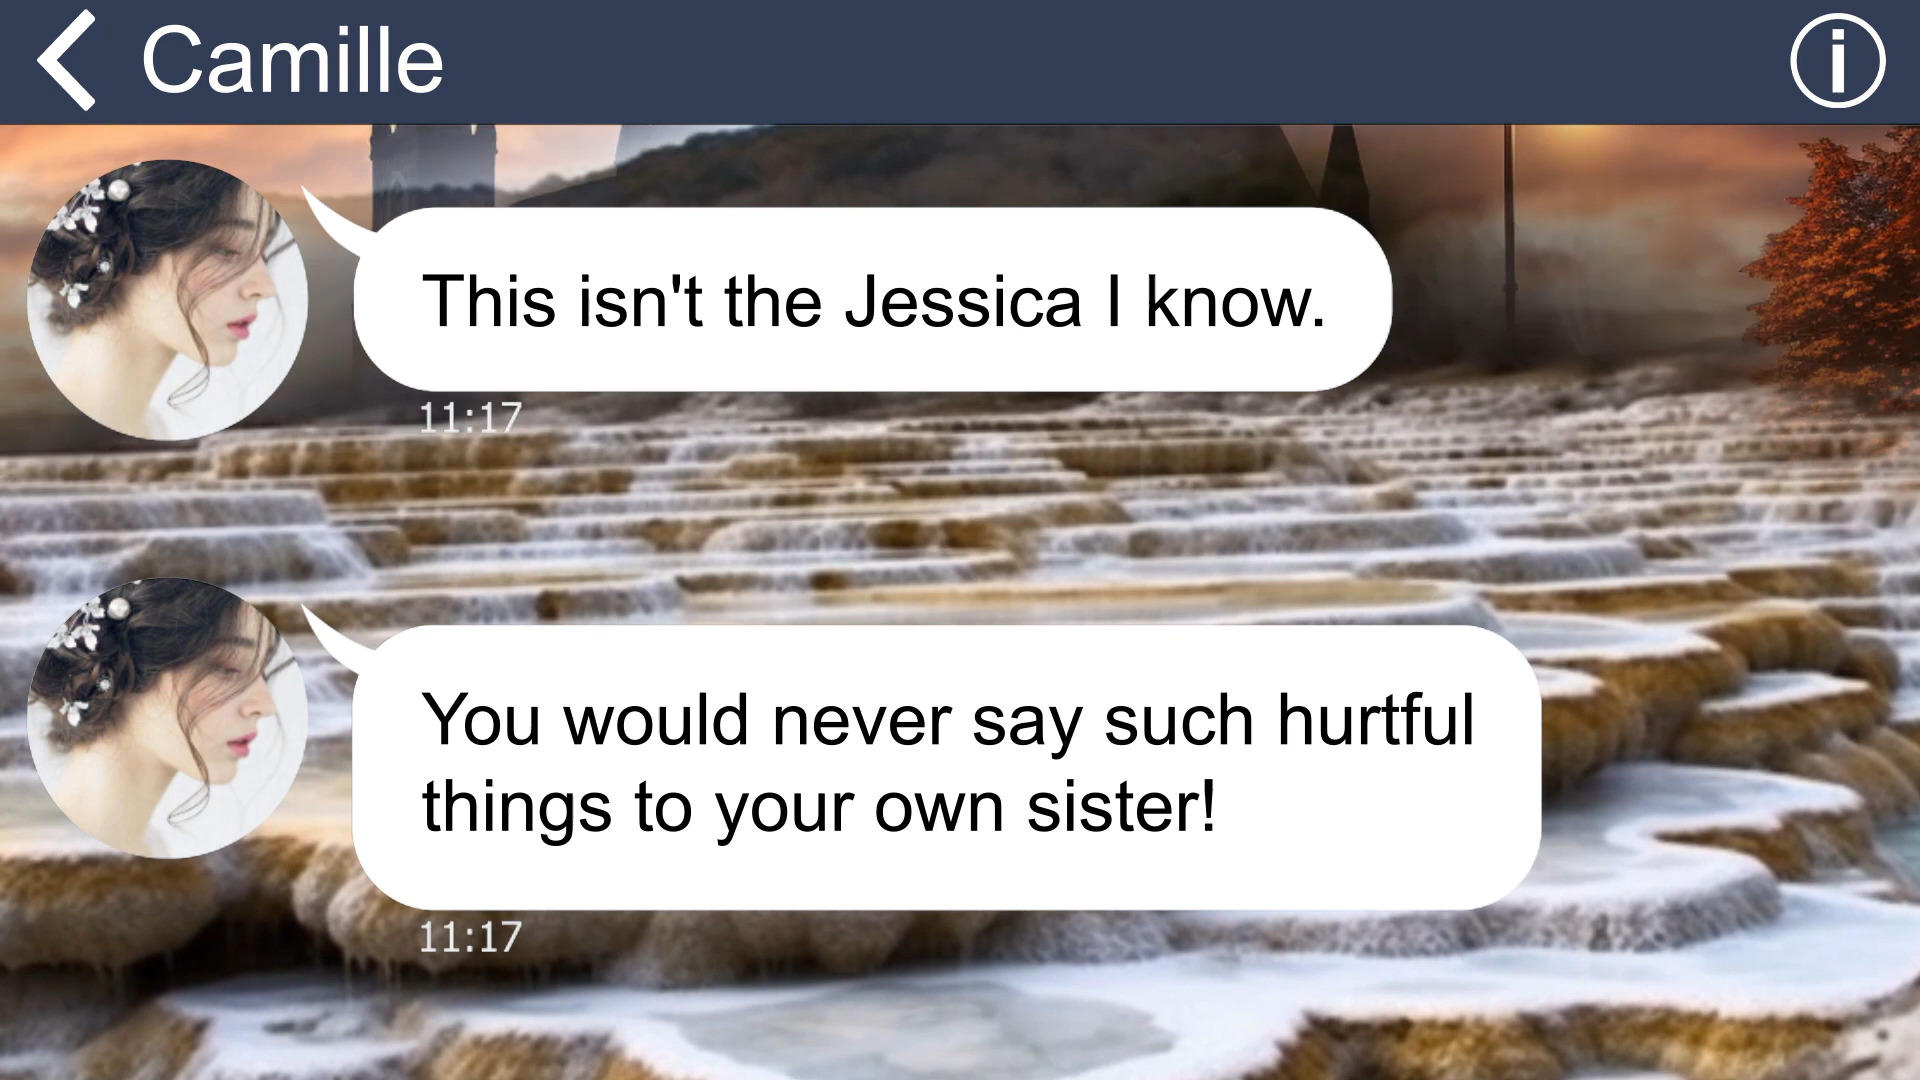 Camille
This isn't the Jessica I know.
11:17
You would never say such hurtful
things to your own sister!
11:17